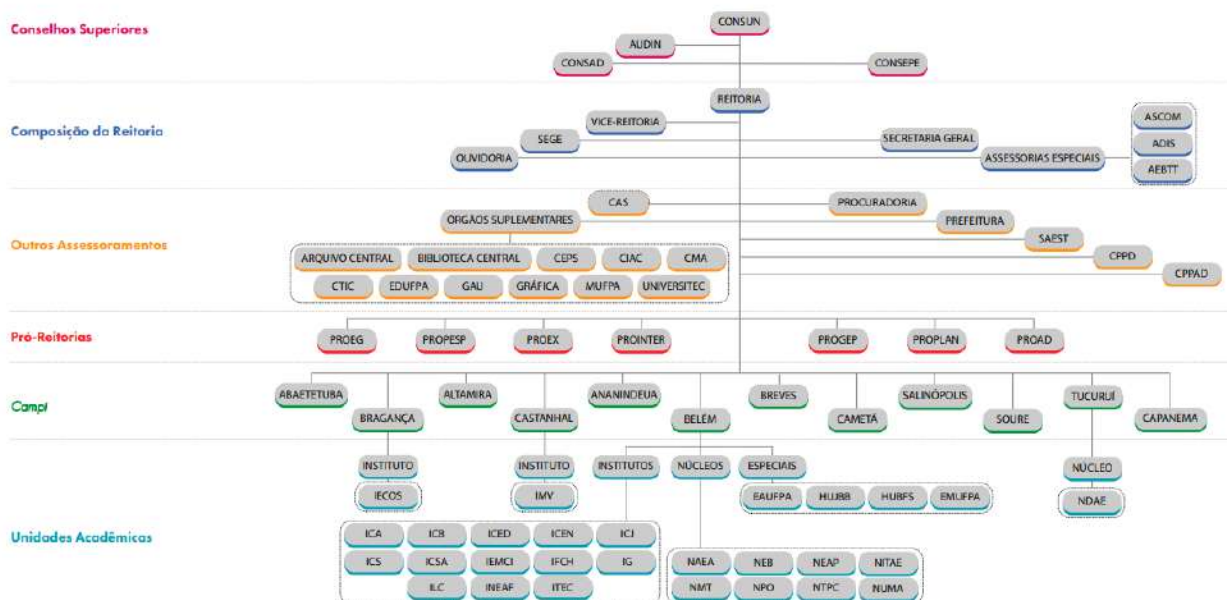 Conselhos Superiores
CONSUN
AUDIN
CONSAD
CONSEPE
Composição da Reitoria
REITORIA
VICE-REITORIA
SEGE
SECRETARIA GERAL
OUVIDORIA
ASSESSORIAS ESPECIAIS
ASCOM
ADIS
AEBTT
Outros Assessoramentos
CAS
PROCURADORIA
ORGÃOS SUPLEMENTARES
PREFEITURA
SAEST
CPPD
CPPAD
ARQUIVO CENTRAL
BIBLIOTECA CENTRAL
CEPS
CIAC
CMA
CTIC
EDUFPA
GAU
GRÁFICA
MUFPA
UNIVERSITEC
Pró-Reitorias
PROEG
PROPESP
PROEX
PROINTER
PROGEP
PROPLAN
PROAD
Campi
ABAETETUBA
BRAGANÇA
ALTAMIRA
CASTANHAL
ANANINDEUA
BELÉM
BREVES
CAMETÁ
SALINÓPOLIS
SOURE
TUCURUÍ
CAPANEMA
Unidades Acadêmicas
INSTITUTO
IECOS
INSTITUTO
IMV
INSTITUTOS
NÚCLEOS
ESPECIAIS
NÚCLEO
NDAE
EAUFPA
HUJBB
HUBFS
EMUFPA
ICA
ICB
ICED
ICEN
ICJ
ICS
ICSA
IEMCI
IFCH
IG
ILC
INEAF
ITEC
NAEA
NEB
NEAP
NITAE
NMT
NPO
NTPC
NUMA